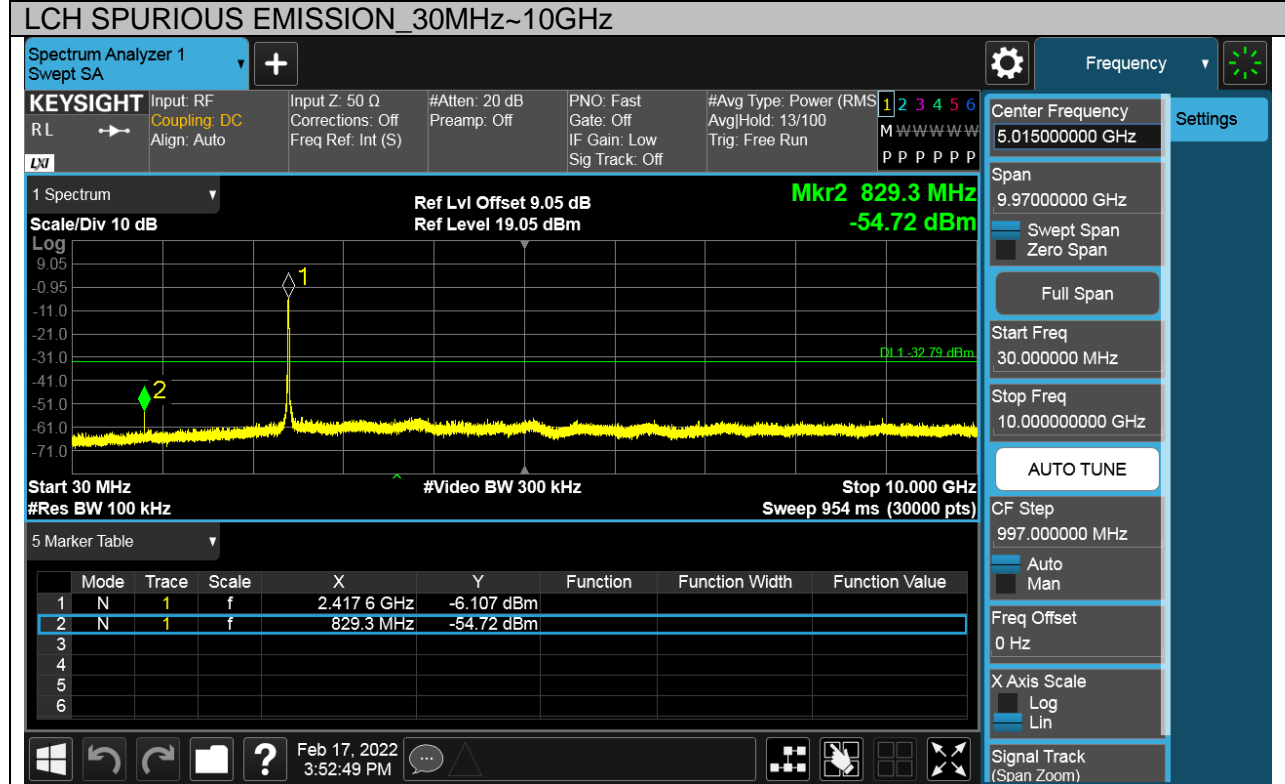 LCH SPURIOUS EMISSION_30MHz~10GHz
Spectrum Analyzer 1
Swept SA
Frequency
KEYSIGHT
RL
LXI
Input: RF
Coupling: DC
Align: Auto
Input Z: 50 Ω
Corrections: Off
Freq Ref: Int (S)
#Atten: 20 dB
Preamp: Off
PNO: Fast
Gate: Off
IF Gain: Low
Sig Track: Off
#Avg Type: Power (RMS
Avg|Hold: 13/100
Trig: Free Run
1 2 3 4 5 6
M W W W W W
P P P P P P
1 Spectrum
Scale/Div 10 dB
Ref Lvl Offset 9.05 dB
Ref Level 19.05 dBm
Mkr2 829.3 MHz
-54.72 dBm
Log
9.05
-0.95
-11.0
-21.0
-31.0
-41.0
-51.0
-61.0
-71.0
1
2
DL1 -32.79 dBm
Start 30 MHz
#Res BW 100 kHz
#Video BW 300 kHz
Stop 10.000 GHz
Sweep 954 ms (30000 pts)
5 Marker Table
Mode Trace Scale X Y Function Function Width Function Value
1 N 1 f 2.417 6 GHz -6.107 dBm
2 N 1 f 829.3 MHz -54.72 dBm
3
4
5
6
Feb 17, 2022
3:52:49 PM
Center Frequency
5.015000000 GHz
Settings
Span
9.97000000 GHz
Swept Span
Zero Span
Full Span
Start Freq
30.000000 MHz
Stop Freq
10.000000000 GHz
AUTO TUNE
CF Step
997.000000 MHz
Auto
Man
Freq Offset
0 Hz
X Axis Scale
Log
Lin
Signal Track
(Span Zoom)